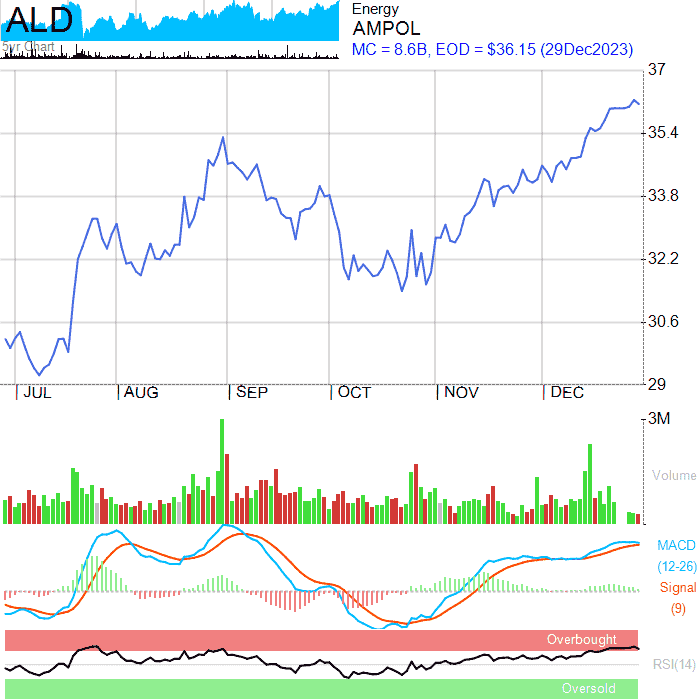 ALD
5yr Chart
Energy
AMPOL
MC = 8.6B, EOD = $36.15 (29Dec2023)
37
35.4
33.8
32.2
30.6
29
JUL AUG SEP OCT NOV DEC
3M
Volume
MACD
(12-26)
Signal
(9)
Overbought
RSI(14)
Oversold